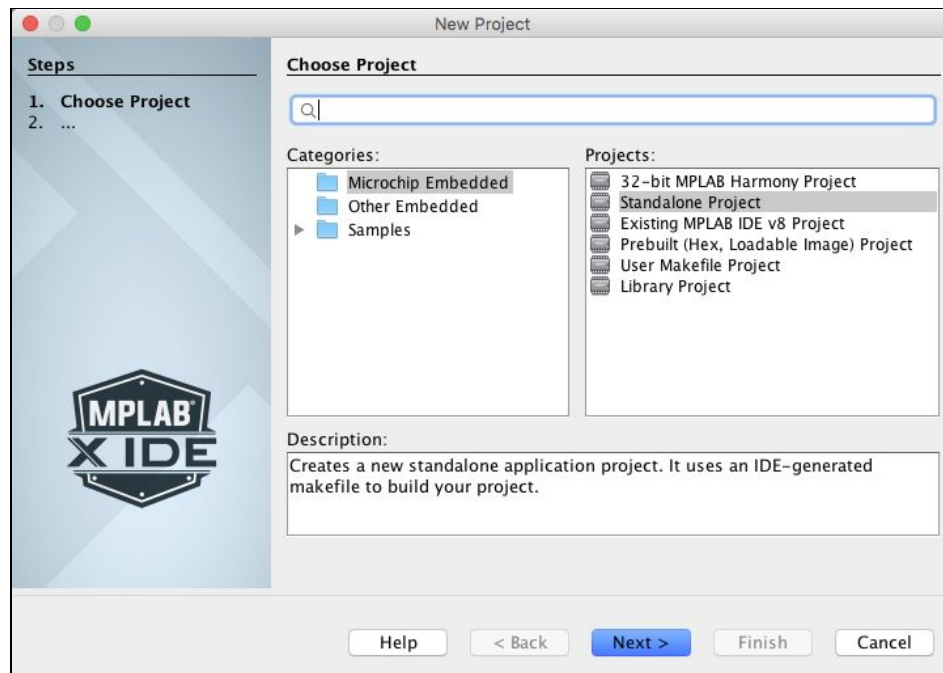 New Project
Steps
1. Choose Project
2. ...
MPLAB
X IDE
Choose Project
Categories:
Microchip Embedded
Other Embedded
Samples
Projects:
32-bit MPLAB Harmony Project
Standalone Project
Existing MPLAB IDE v8 Project
Prebuilt (Hex, Loadable Image) Project
User Makefile Project
Library Project
Description:
Creates a new standalone application project. It uses an IDE-generated
makefile to build your project.
Help
< Back
Next >
Finish
Cancel